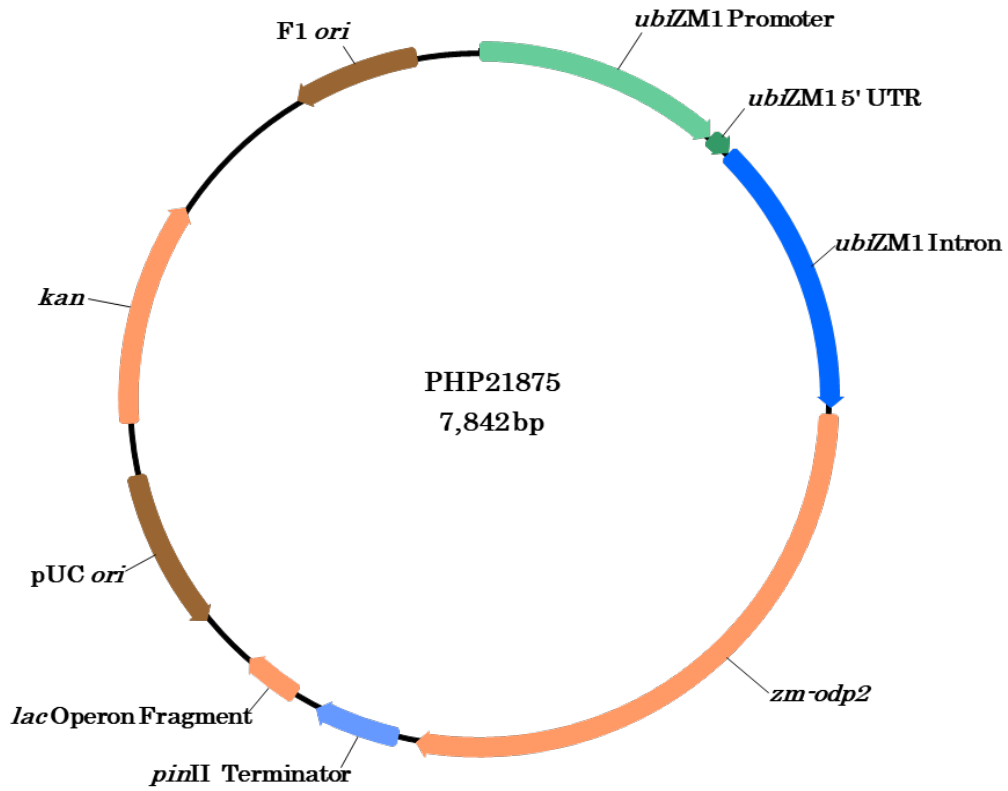 F1 ori
ubiZM1 Promoter
ubiZM1 5' UTR
ubiZM1 Intron
kan
PHP21875
7,842 bp
pUC ori
zm-odp2
lac Operon Fragment
pinII Terminator